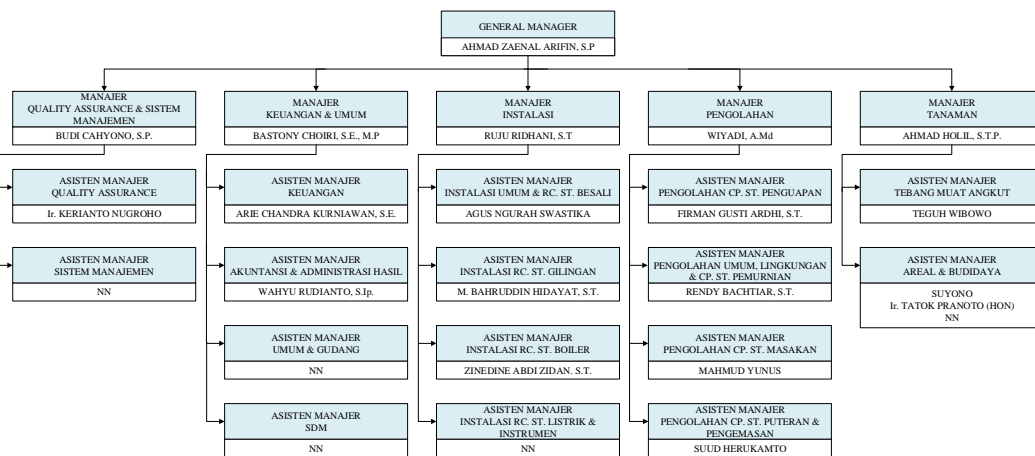 GENERAL MANAGER
AHMAD ZAENAL ARIFIN, S.P
MANAJER
QUALITY ASSURANCE & SISTEM
MANAJEMEN
BUDI CAHYONO, S.P.
MANAJER
KEUANGAN & UMUM
BASTONY CHOIRI, S.E., M.P
MANAJER
INSTALASI
RUJU RIDHANI, S.T
MANAJER
PENGOLAHAN
WIYADI, A.Md
MANAJER
TANAMAN
AHMAD HOLIL, S.T.P.
ASISTEN MANAJER
QUALITY ASSURANCE
Ir. KERIANTO NUGROHO
ASISTEN MANAJER
KEUANGAN
ARIE CHANDRA KURNIAWAN, S.E.
ASISTEN MANAJER
INSTALASI UMUM & RC. ST. BESALI
AGUS NGURAH SWASTIKA
ASISTEN MANAJER
PENGOLAHAN CP. ST. PENGUAPAN
FIRMAN GUSTI ARDHI, S.T.
ASISTEN MANAJER
TEBANG MUAT ANGKUT
TEGUH WIBOWO
ASISTEN MANAJER
SISTEM MANAJEMEN
NN
ASISTEN MANAJER
AKUNTANSI & ADMINISTRASI HASIL
WAHYU RUDIANTO, S.Ip.
ASISTEN MANAJER
INSTALASI RC. ST. GILINGAN
M. BAHRUDDIN HIDAYAT, S.T.
ASISTEN MANAJER
PENGOLAHAN UMUM, LINGKUNGAN
& CP. ST. PEMURNIAN
RENDY BACHTIAR, S.T.
ASISTEN MANAJER
AREAL & BUDIDAYA
SUYONO
Ir. TATOK PRANOTO (HON)
NN
ASISTEN MANAJER
UMUM & GUDANG
NN
ASISTEN MANAJER
INSTALASI RC. ST. BOILER
ZINEDINE ABDI ZIDAN. S.T.
ASISTEN MANAJER
PENGOLAHAN CP. ST. MASAKAN
MAHMUD YUNUS
ASISTEN MANAJER
SDM
NN
ASISTEN MANAJER
INSTALASI RC. ST. LISTRIK &
INSTRUMEN
NN
ASISTEN MANAJER
PENGOLAHAN CP. ST. PUTERAN &
PENGEMASAN
SUUD HERUKAMTO